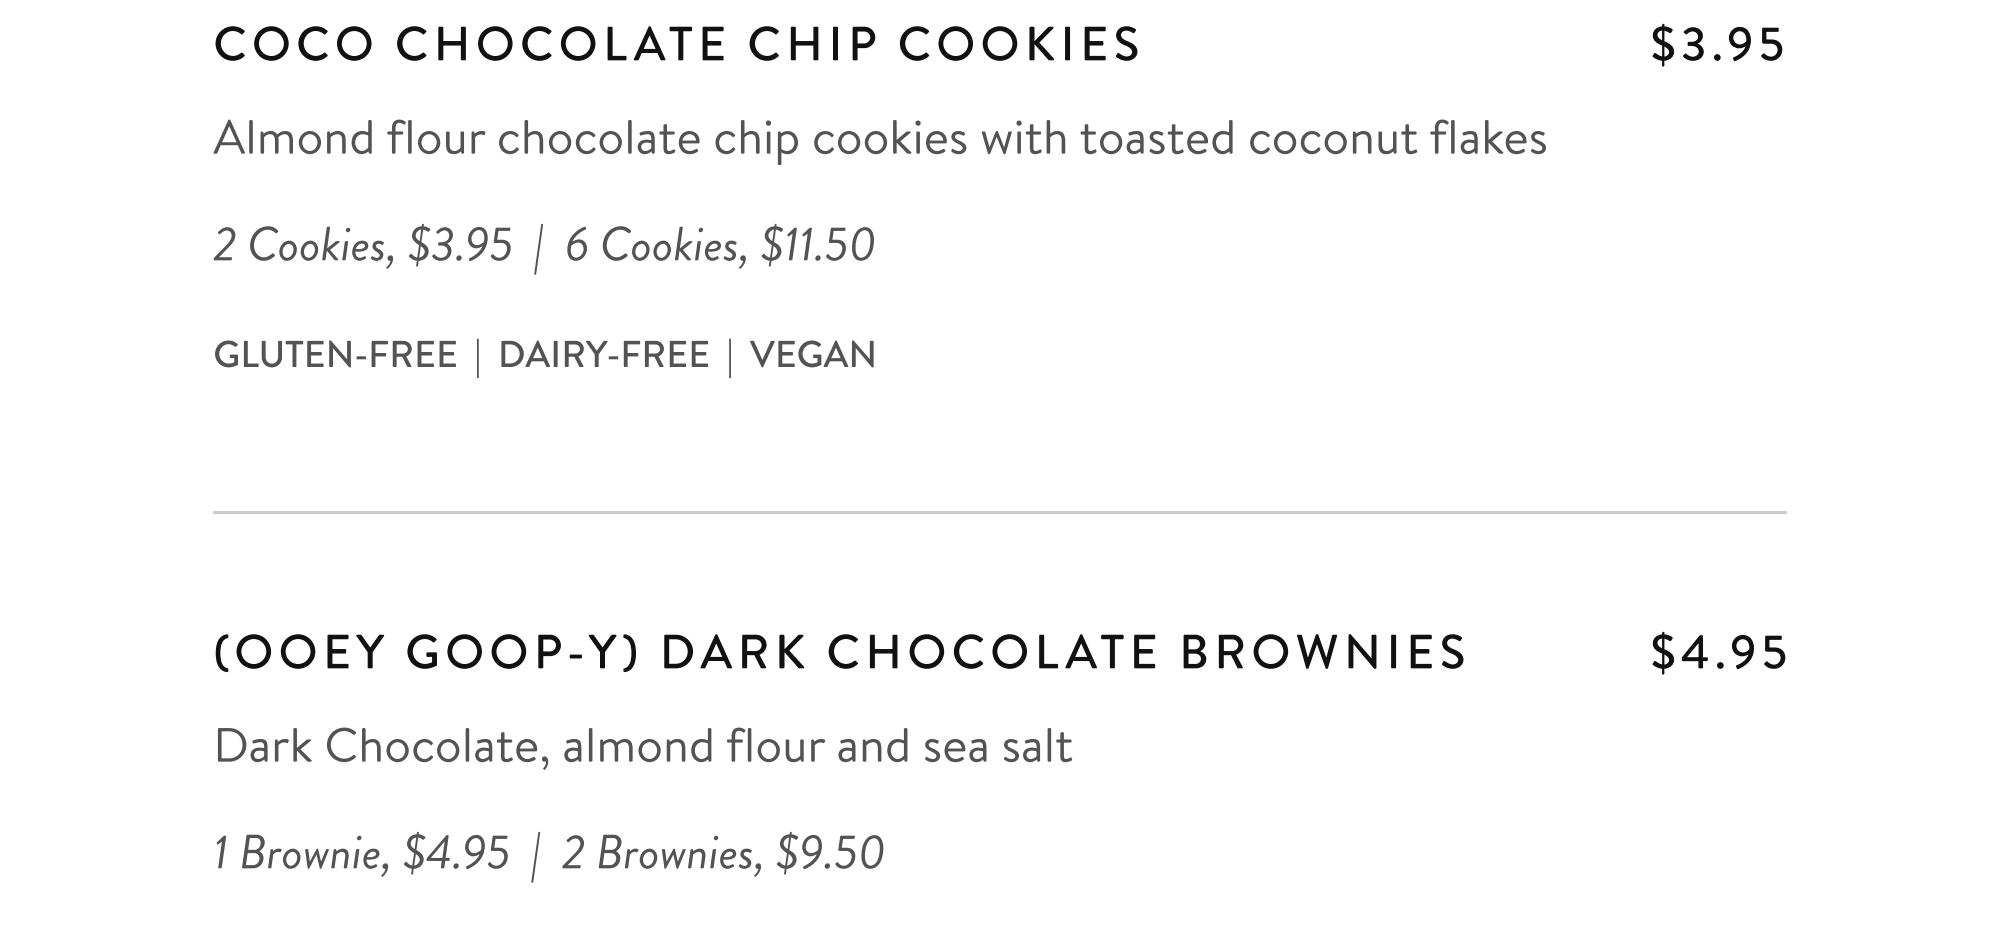 COCO CHOCOLATE CHIP COOKIES $3.95
Almond flour chocolate chip cookies with toasted coconut flakes
2 Cookies, $3.95 | 6 Cookies, $11.50
GLUTEN-FREE | DAIRY-FREE | VEGAN
(OOEY GOOP-Y) DARK CHOCOLATE BROWNIES $4.95
Dark Chocolate, almond flour and sea salt
1 Brownie, $4.95 | 2 Brownies, $9.50